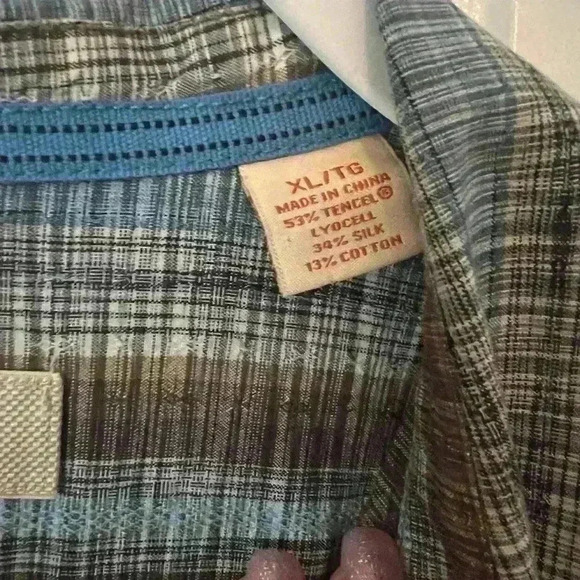 XL/TG
MADE IN CHINA
53% TENCEL®
LYOCELL
34% SILK
13% COTTON